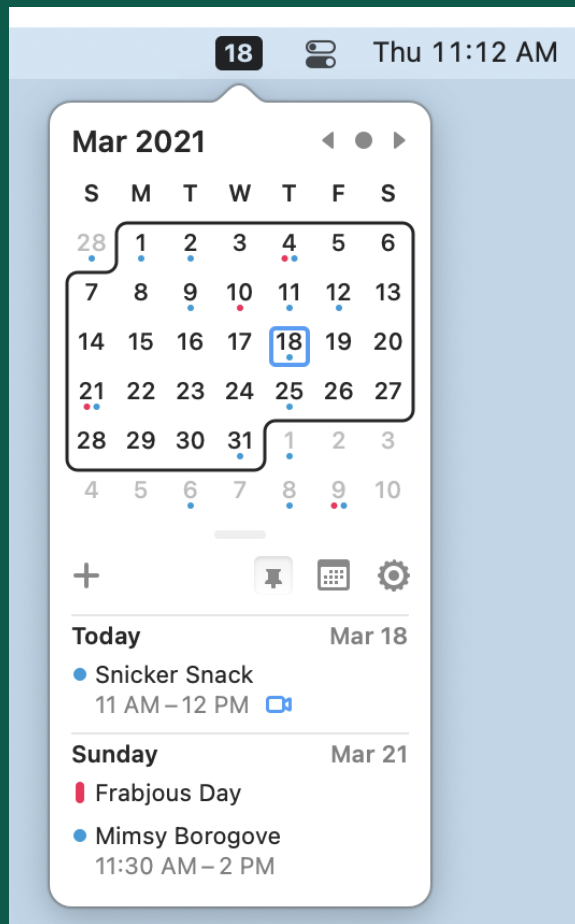 18 Thu 11:12 AM
Mar 2021
S M T W T F S
28 1 2 3 4 5 6
7 8 9 10 11 12 13
14 15 16 17 18 19 20
21 22 23 24 25 26 27
28 29 30 31 1 2 3
4 5 6 7 8 9 10
Today Mar 18
Snicker Snack
11 AM – 12 PM
Sunday Mar 21
Frabjous Day
Mimsy Borogove
11:30 AM – 2 PM